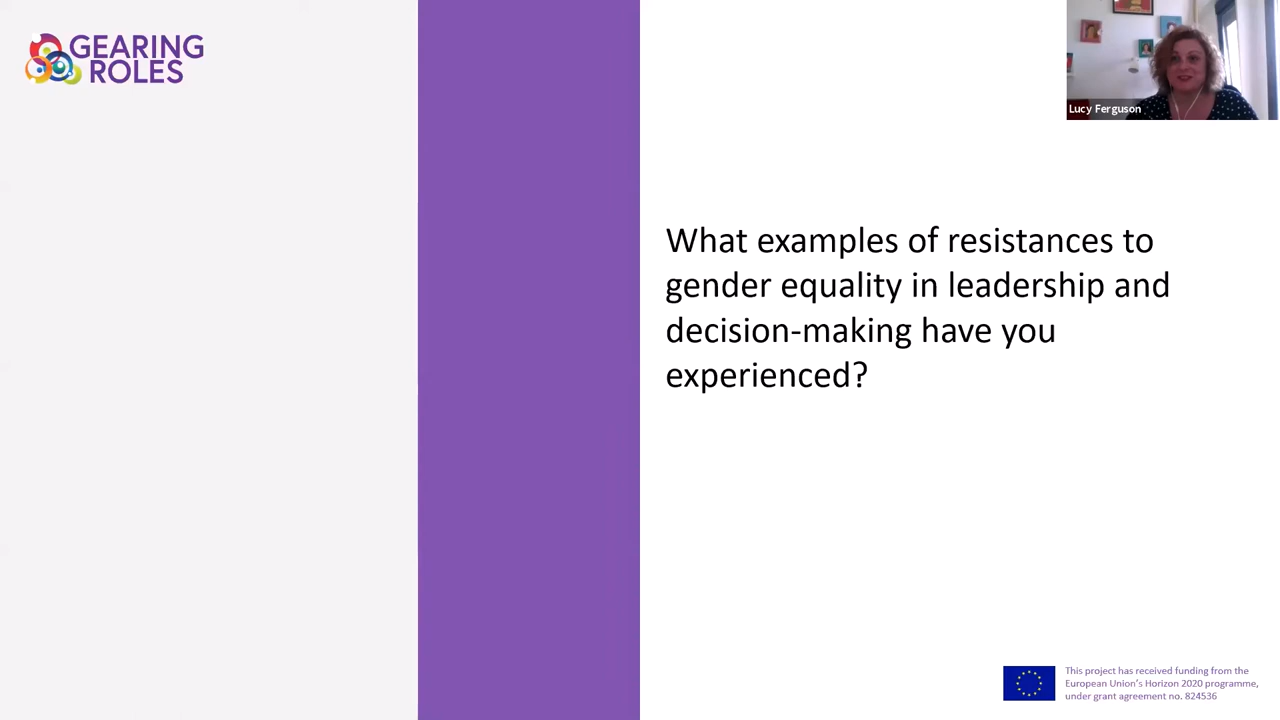 GEARING
ROLES
Lucy Ferguson
What examples of resistances to
gender equality in leadership and
decision-making have you
experienced?
This project has received funding from the
European Union's Horizon 2020 programme,
under grant agreement no. 824536